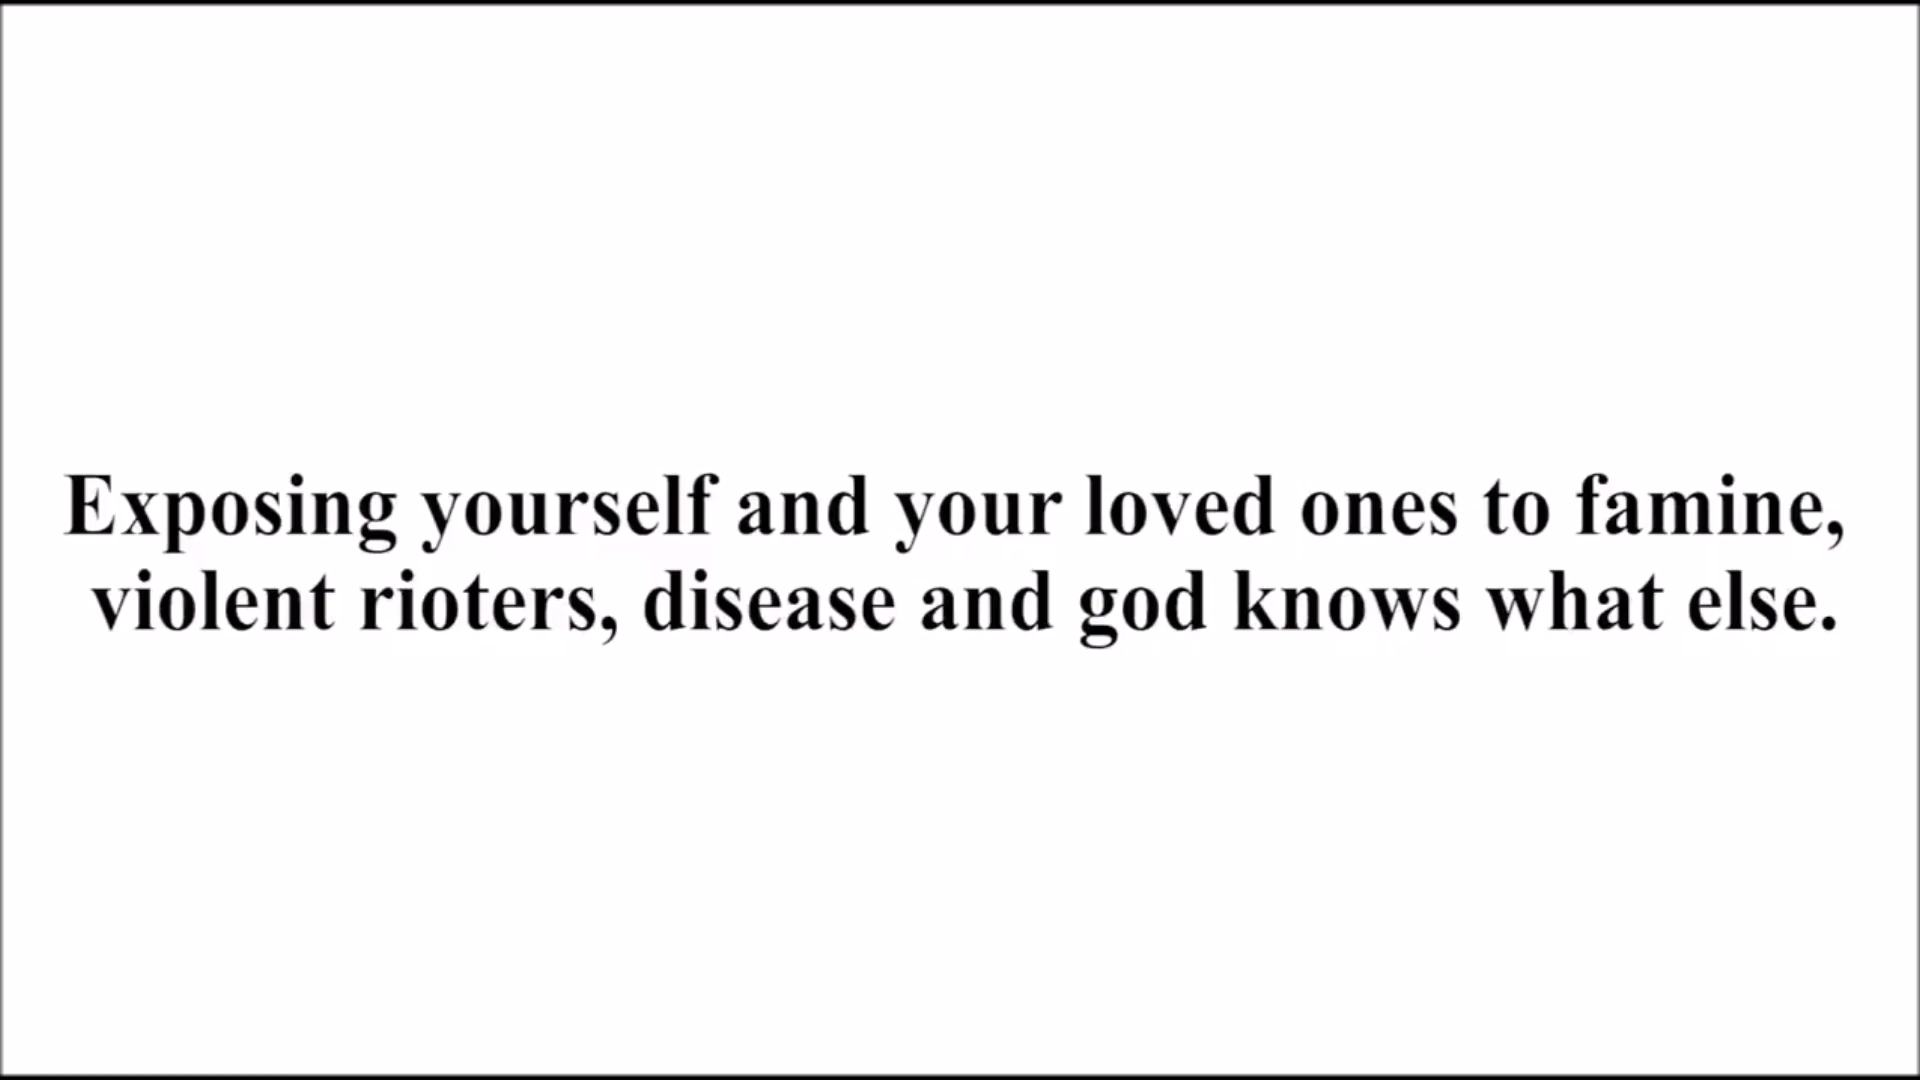 Exposing yourself and your loved ones to famine,
violent rioters, disease and god knows what else.